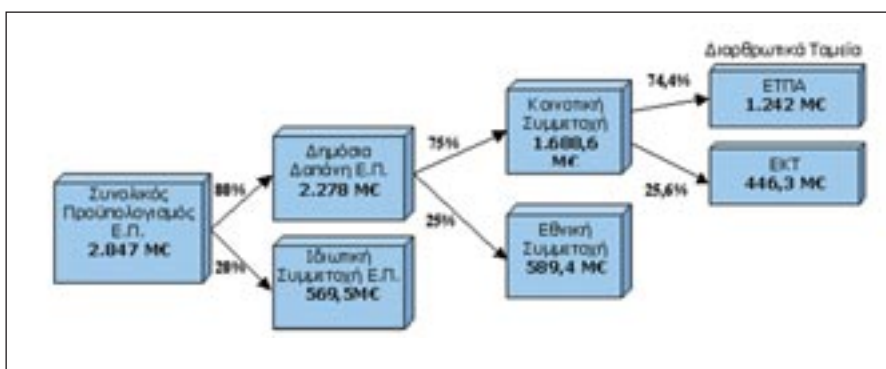 Διαρθρωτικά Ταμεία
ΕΤΠΑ
1.242 M€
74,4%
Κοινοτική
Συμμετοχή
1.688,6
M€
ΕΚΤ
446,3 M€
25,6%
75%
Δημόσια
Δαπάνη Ε.Π.
2.278 M€
25%
Εθνική
Συμμετοχή
589,4 M€
80%
Συνολικός
Προϋπολογισμός
Ε.Π.
2.847 M€
20%
Ιδιωτική
Συμμετοχή Ε.Π.
569,5M€